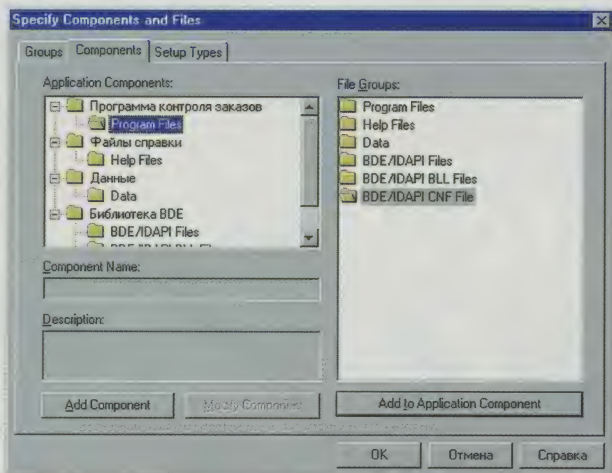 Specify Components and Files
Groups
Components
Setup Types
Application Components:
Программа контроля заказов
Program Files
Файлы справки
Help Files
Данные
Data
Библиотека BDE
BDE/IDAPI Files
Component Name:
Description:
Add Component
Modify Component
File Groups:
Program Files
Help Files
Data
BDE/IDAPI Files
BDE/IDAPI BLL Files
BDE/IDAPI CNF File
Add to Application Component
OK
Отмена
Справка